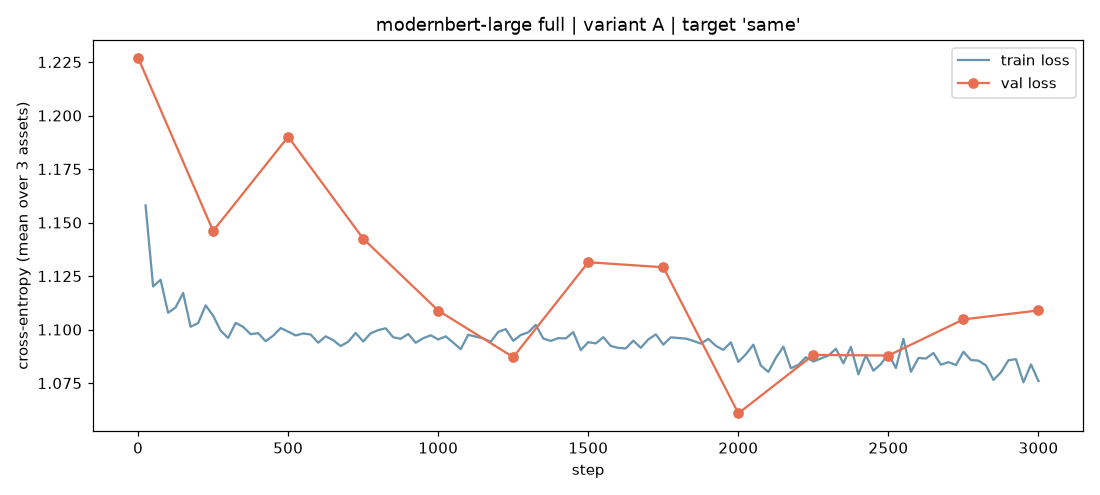 modernbert-large full | variant A | target 'same'
train loss
val loss
cross-entropy (mean over 3 assets)
1.225
1.200
1.175
1.150
1.125
1.100
1.075
0
500
1000
1500
2000
2500
3000
step